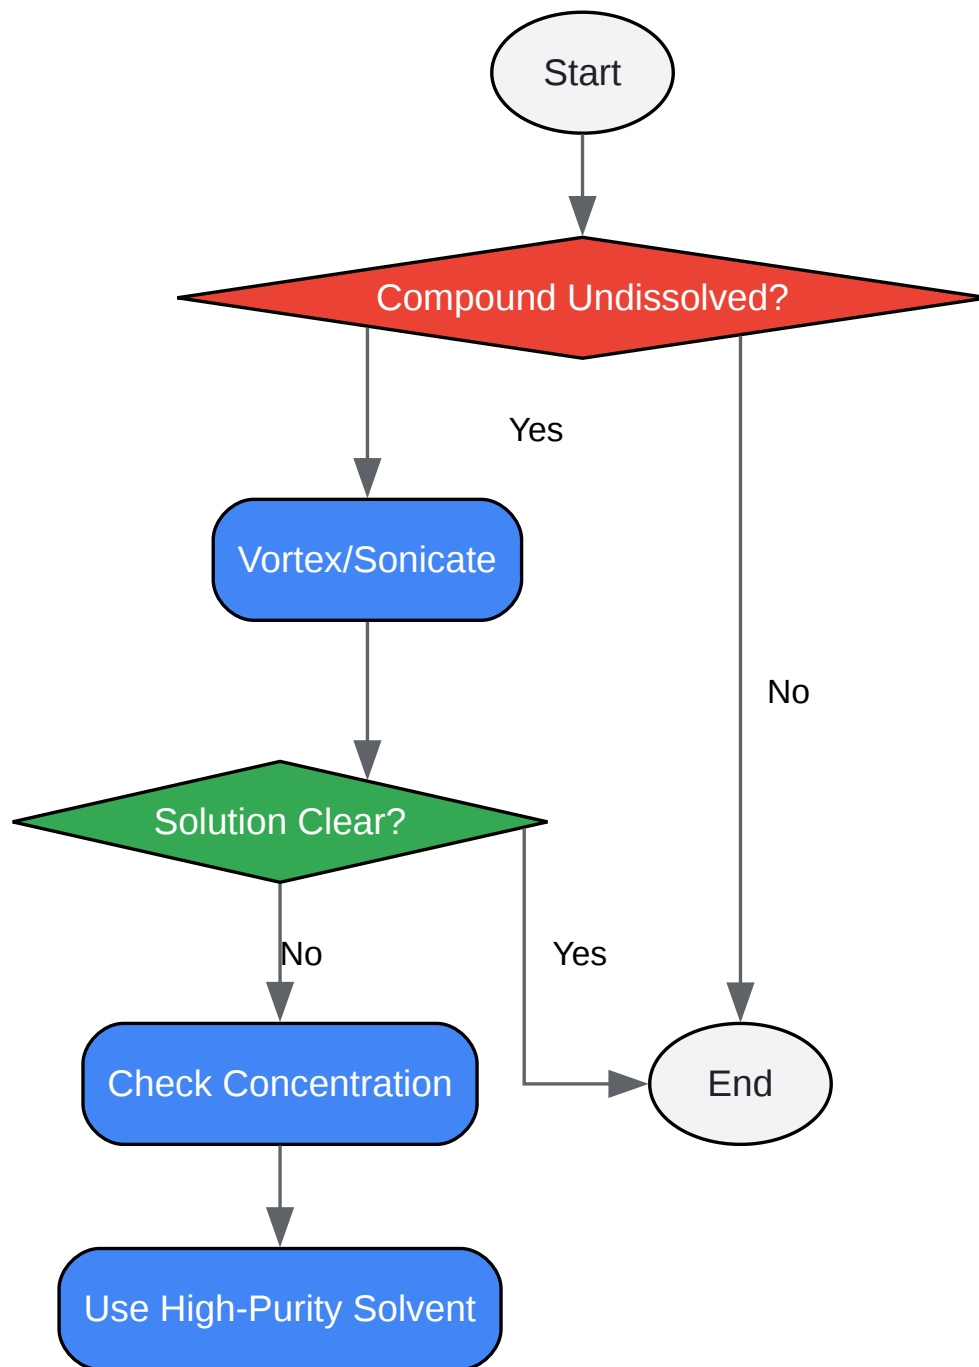 Start
Compound Undissolved?
Yes
Vortex/Sonicate
No
Solution Clear?
No
Yes
Check Concentration
End
Use High-Purity Solvent